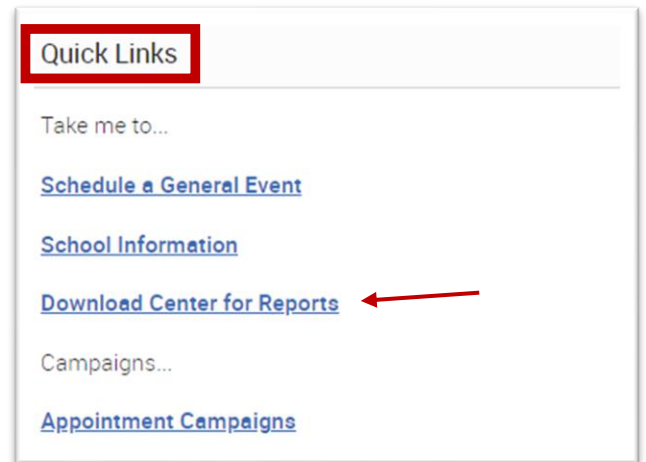 Quick Links
Take me to...
Schedule a General Event
School Information
Download Center for Reports
Campaigns...
Appointment Campaigns